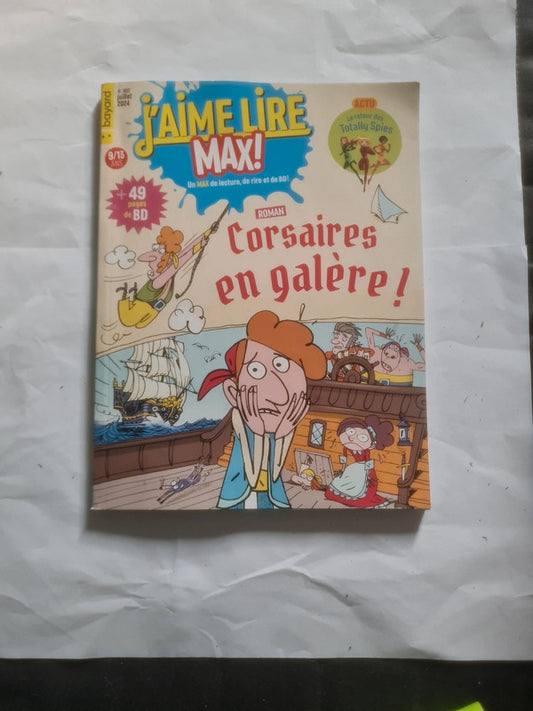 bayard
juillet
2024
j'AiME LiRE
MAX!
Un MAX de lecture, de rire et de BD !
9/13
ANS
+ 49
pages
de BD
ACTU
Le retour des
Totally Spies
ROMAN
Corsaires
en galère !